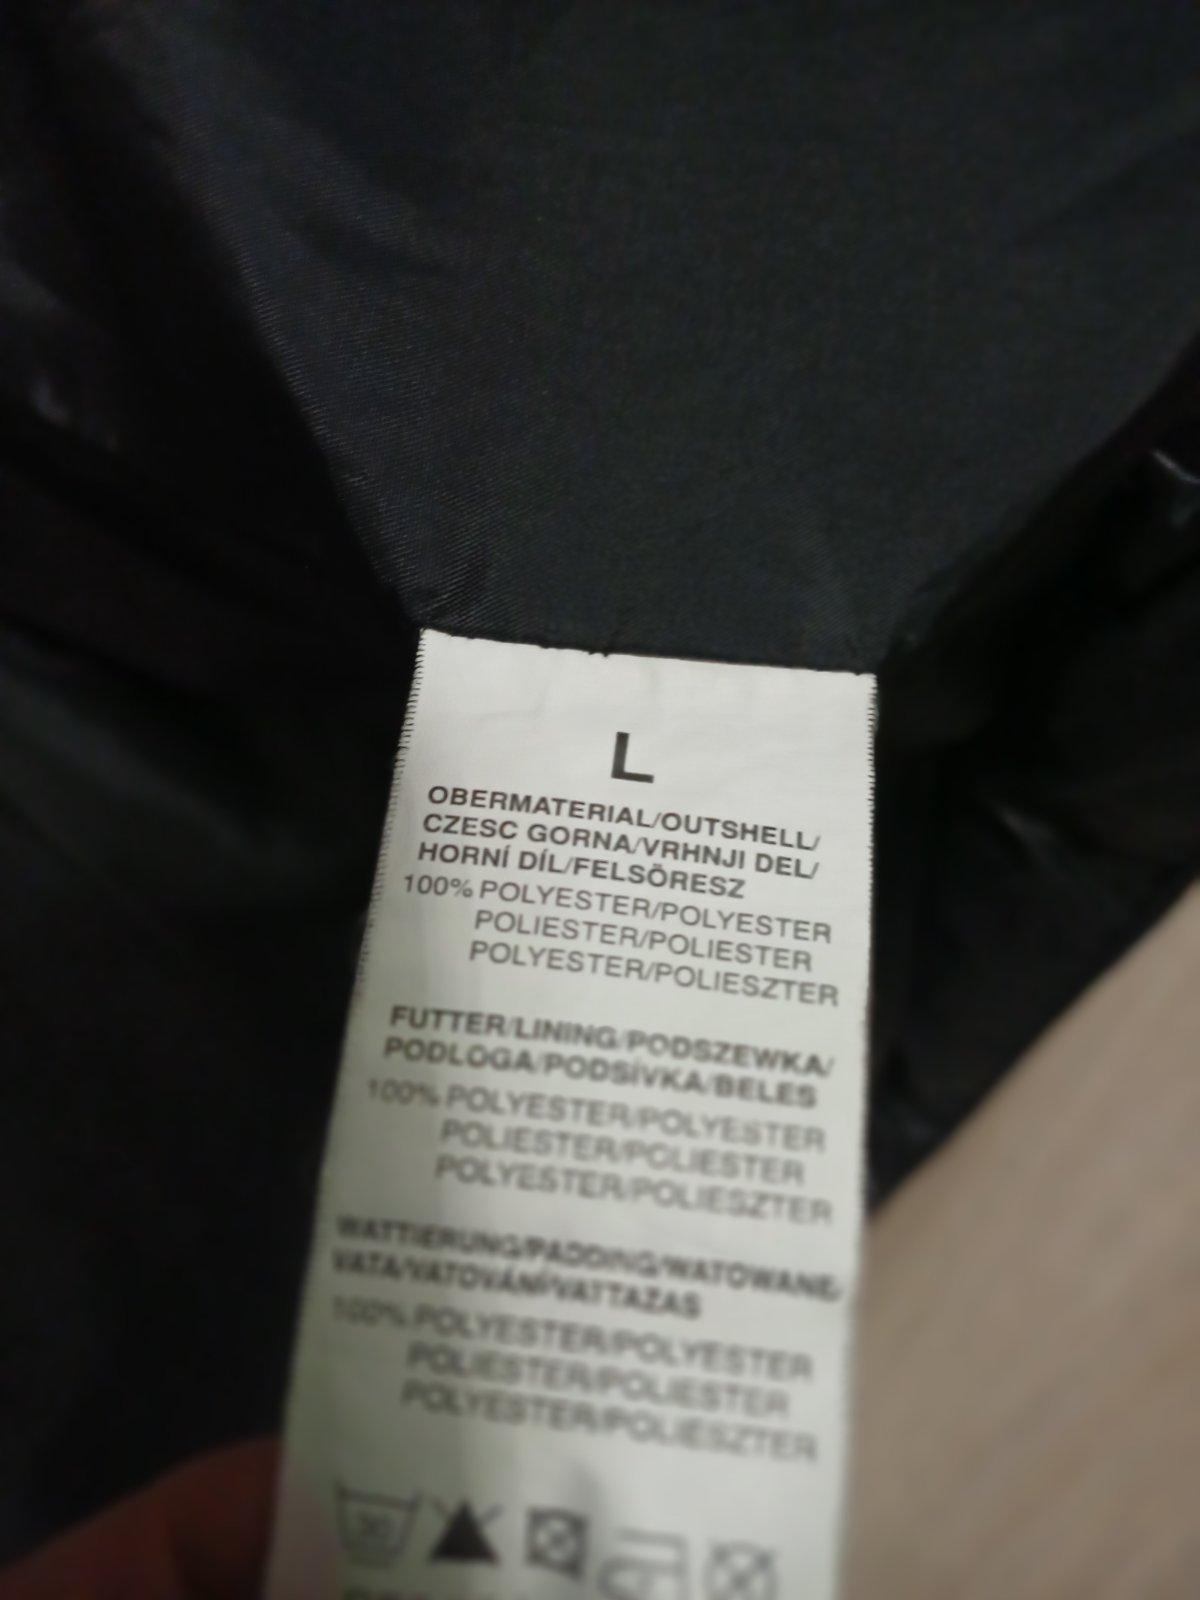 L
OBERMATERIAL/OUTSHELL/
CZESC GORNA/VRHNJI DEL/
HORNÍ DÍL/FELSÖRESZ
100% POLYESTER/POLYESTER
POLIESTER/POLIESTER
POLYESTER/POLIESZTER
FUTTER/LINING/PODSZEWKA/
PODLOGA/PODSÍVKA/BELES
100% POLYESTER/POLYESTER
POLIESTER/POLIESTER
POLYESTER/POLIESZTER
WATTIERUNG/PADDING/WATOWANE/
VATA/VATOVÁNÍ/VATTAZAS
100% POLYESTER/POLYESTER
POLIESTER/POLIESTER
POLYESTER/POLIESZTER
30